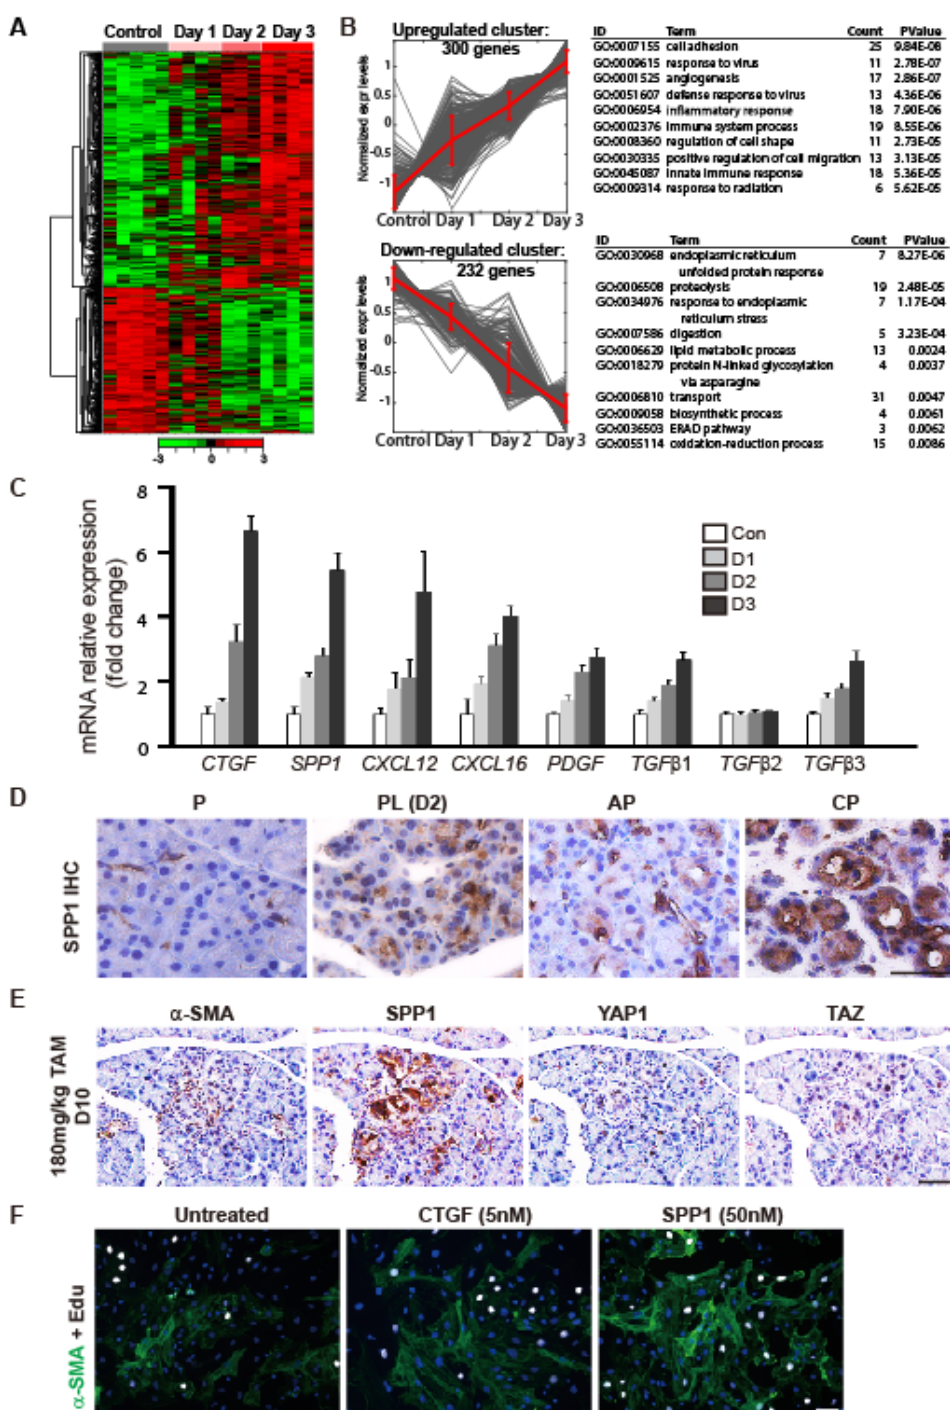 A
Control Day 1 Day 2 Day 3
-3 3
B
Upregulated cluster:
300 genes
Normalized expr levels
1
0.5
0
-0.5
-1
Control Day 1 Day 2 Day 3
ID Term Count PValue
GO:0007155 cell adhesion 25 9.84E-08
GO:0009615 response to virus 11 2.78E-07
GO:0001525 angiogenesis 17 2.86E-07
GO:0051607 defense response to virus 13 4.36E-06
GO:0006954 inflammatory response 18 7.90E-06
GO:0002376 immune system process 19 8.55E-06
GO:0008360 regulation of cell shape 11 2.73E-05
GO:0030335 positive regulation of cell migration 13 3.13E-05
GO:0045087 innate immune response 18 5.36E-05
GO:0009314 response to radiation 6 5.62E-05
Down-regulated cluster:
232 genes
Normalized expr levels
1
0.5
0
-0.5
-1
Control Day 1 Day 2 Day 3
ID Term Count PValue
GO:0030968 endoplasmic reticulum 7 8.27E-06
unfolded protein response
GO:0006508 proteolysis 19 2.48E-05
GO:0034976 response to endoplasmic 7 1.17E-04
reticulum stress
GO:0007586 digestion 5 3.23E-04
GO:0006629 lipid metabolic process 13 0.0024
GO:0018279 protein N-linked glycosylation 4 0.0037
via asparagine
GO:0006810 transport 31 0.0047
GO:0009058 biosynthetic process 4 0.0061
GO:0036503 ERAD pathway 3 0.0062
GO:0055114 oxidation-reduction process 15 0.0086
C
mRNA relative expression
(fold change)
8
6
4
2
0
Con
D1
D2
D3
CTGF SPP1 CXCL12 CXCL16 PDGF TGFβ1 TGFβ2 TGFβ3
D
P PL (D2) AP CP
SPP1 IHC
E
α-SMA SPP1 YAP1 TAZ
180mg/kg TAM
D10
F
Untreated CTGF (5nM) SPP1 (50nM)
α-SMA + Edu